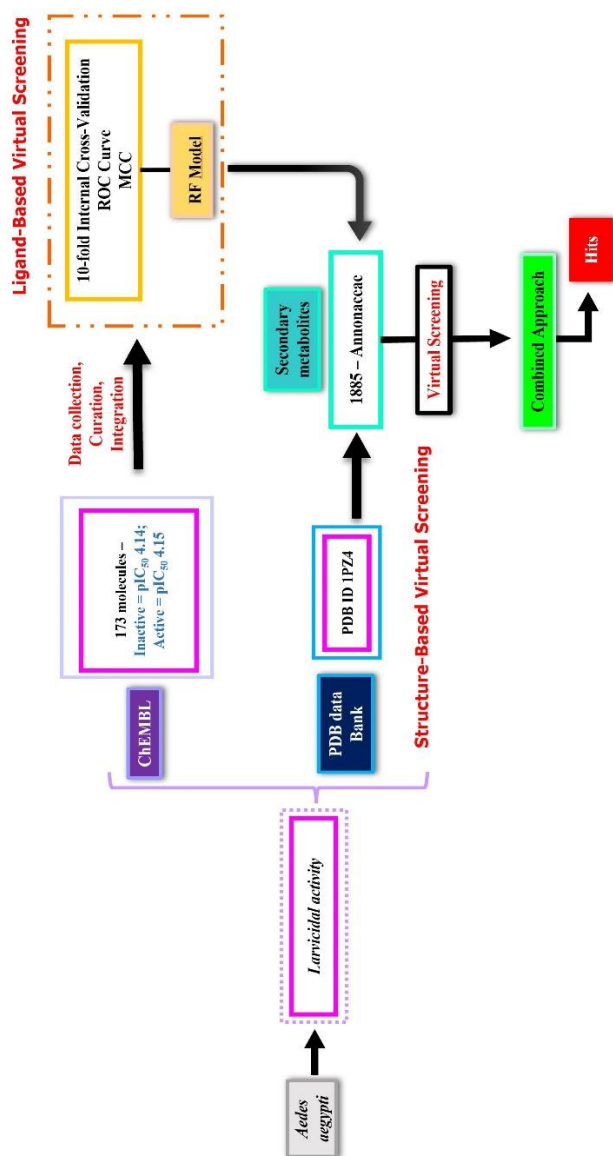 Aedes
aegypti
Larvicidal activity
ChEMBL
173 molecules –
Inactive = pIC₅₀ 4.14;
Active = pIC₅₀ 4.15
Data collection,
Curation,
Integration
Ligand-Based Virtual Screening
10-fold Internal Cross-Validation
ROC Curve
MCC
RF Model
PDB data
Bank
PDB ID 1PZ4
Structure-Based Virtual Screening
Secondary
metabolites
1885 – Annonaccae
Virtual Screening
Combined Approach
Hits